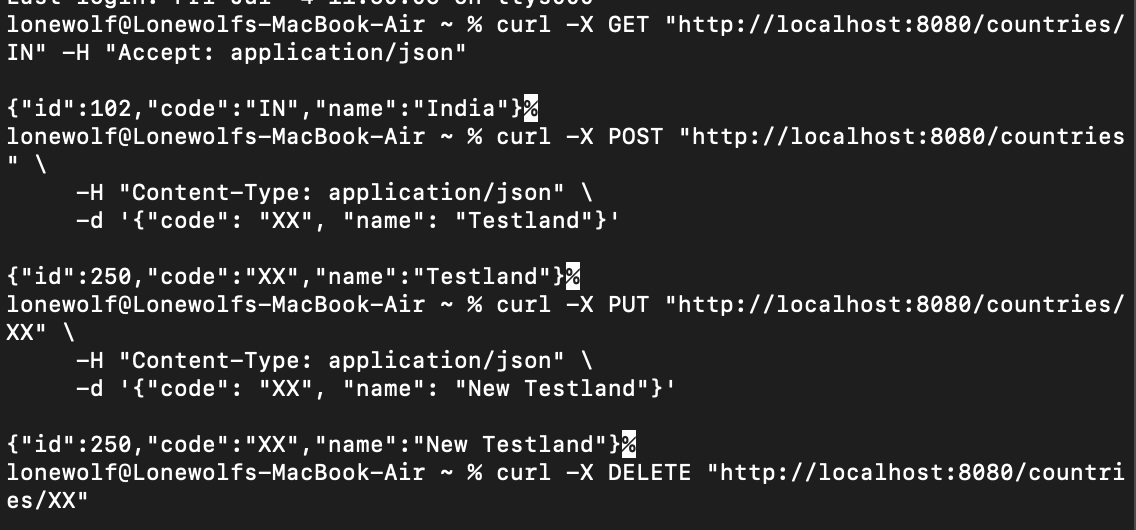 lonewolf@Lonewolfs-MacBook-Air ~ % curl -X GET "http://localhost:8080/countries/
IN" -H "Accept: application/json"
{"id":102,"code":"IN","name":"India"}%
lonewolf@Lonewolfs-MacBook-Air ~ % curl -X POST "http://localhost:8080/countries
" \
-H "Content-Type: application/json" \
-d '{"code": "XX", "name": "Testland"}'
{"id":250,"code":"XX","name":"Testland"}%
lonewolf@Lonewolfs-MacBook-Air ~ % curl -X PUT "http://localhost:8080/countries/
XX" \
-H "Content-Type: application/json" \
-d '{"code": "XX", "name": "New Testland"}'
{"id":250,"code":"XX","name":"New Testland"}%
lonewolf@Lonewolfs-MacBook-Air ~ % curl -X DELETE "http://localhost:8080/countri
es/XX"